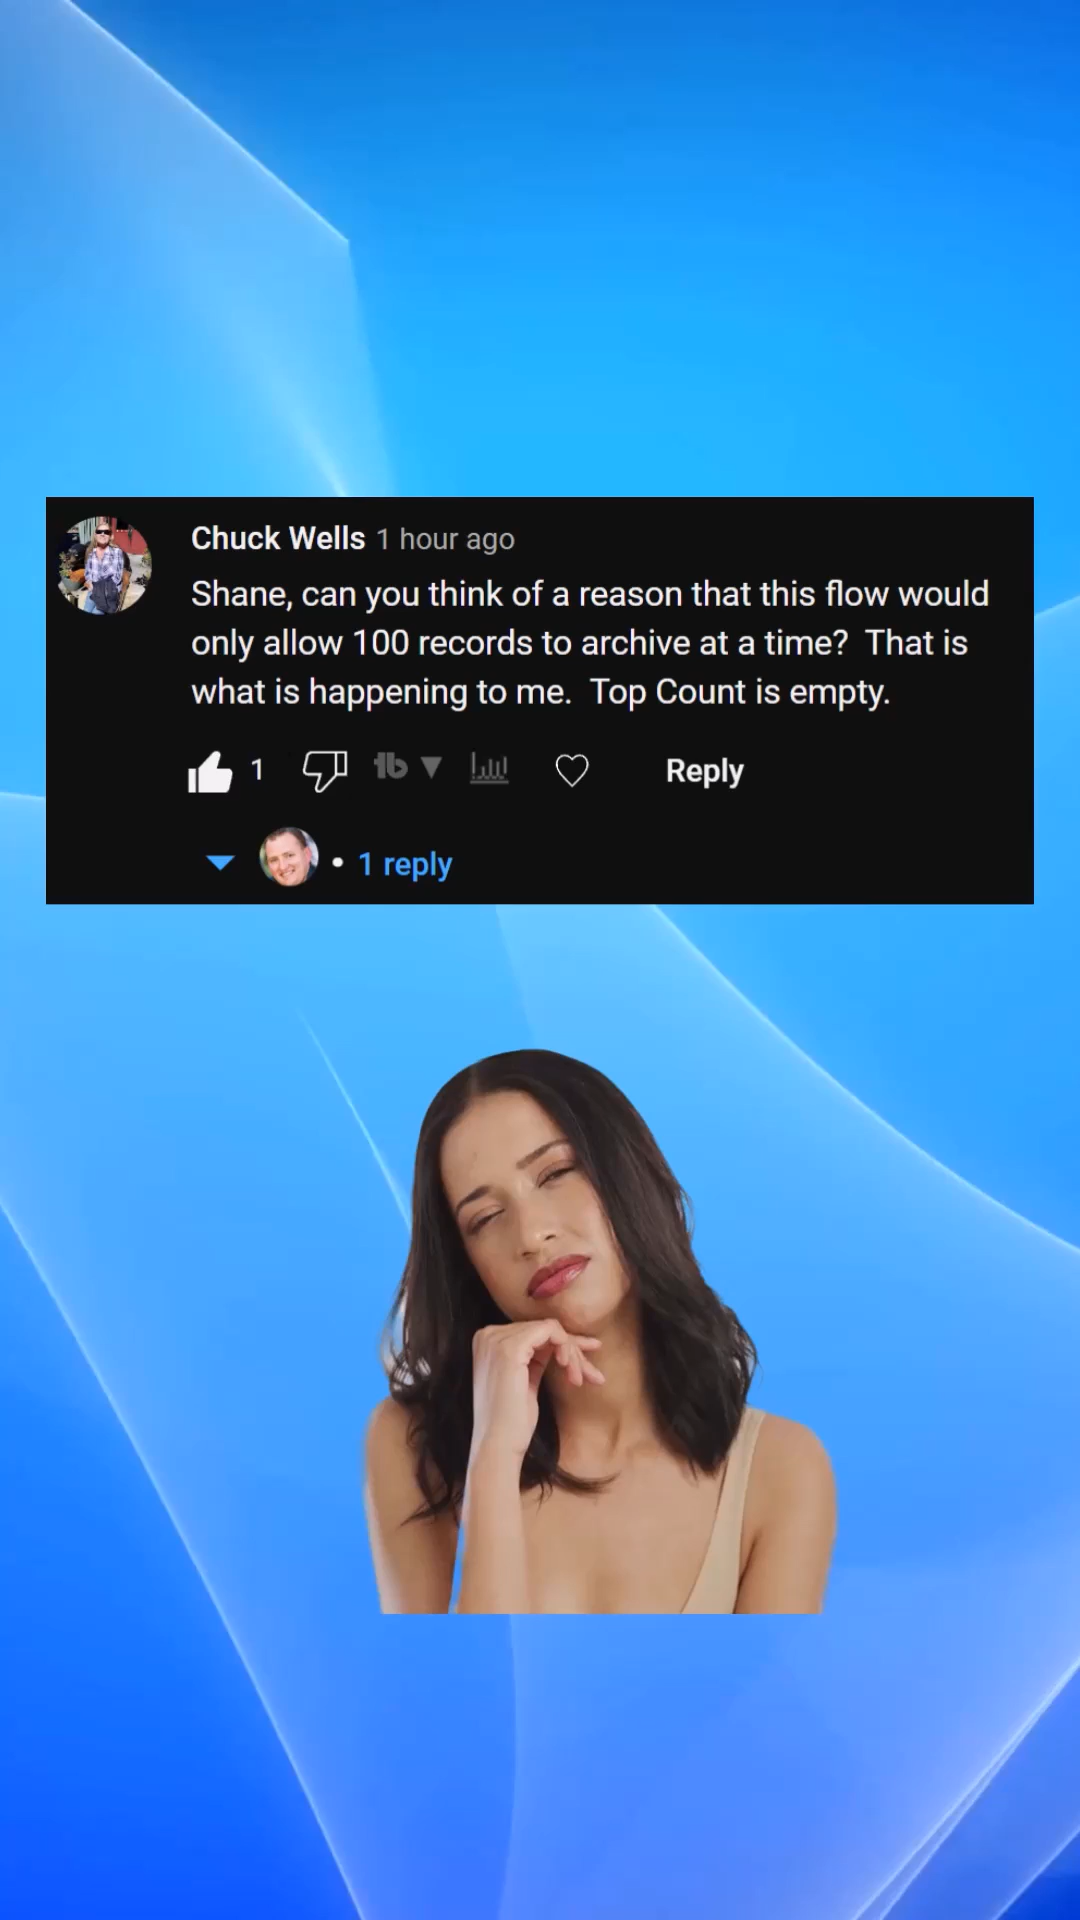 Chuck Wells 1 hour ago
Shane, can you think of a reason that this flow would
only allow 100 records to archive at a time?  That is
what is happening to me.  Top Count is empty.
1 tb Reply
1 reply